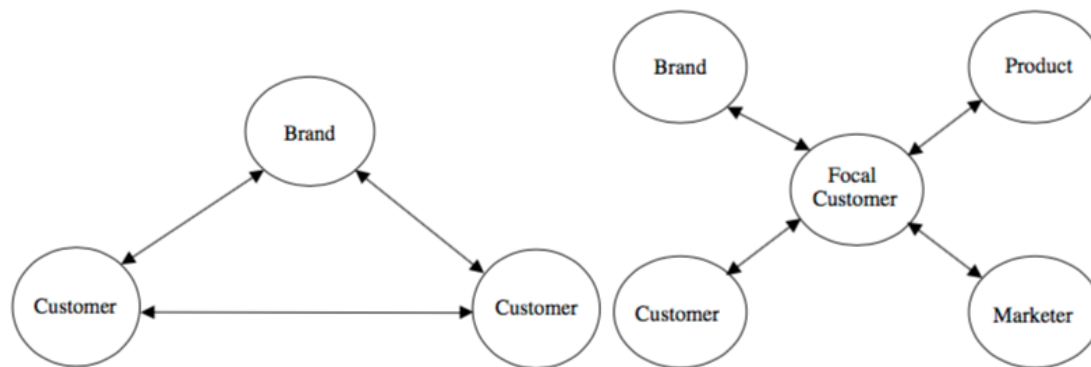 Brand
Customer
Customer
Brand
Product
Focal
Customer
Customer
Marketer